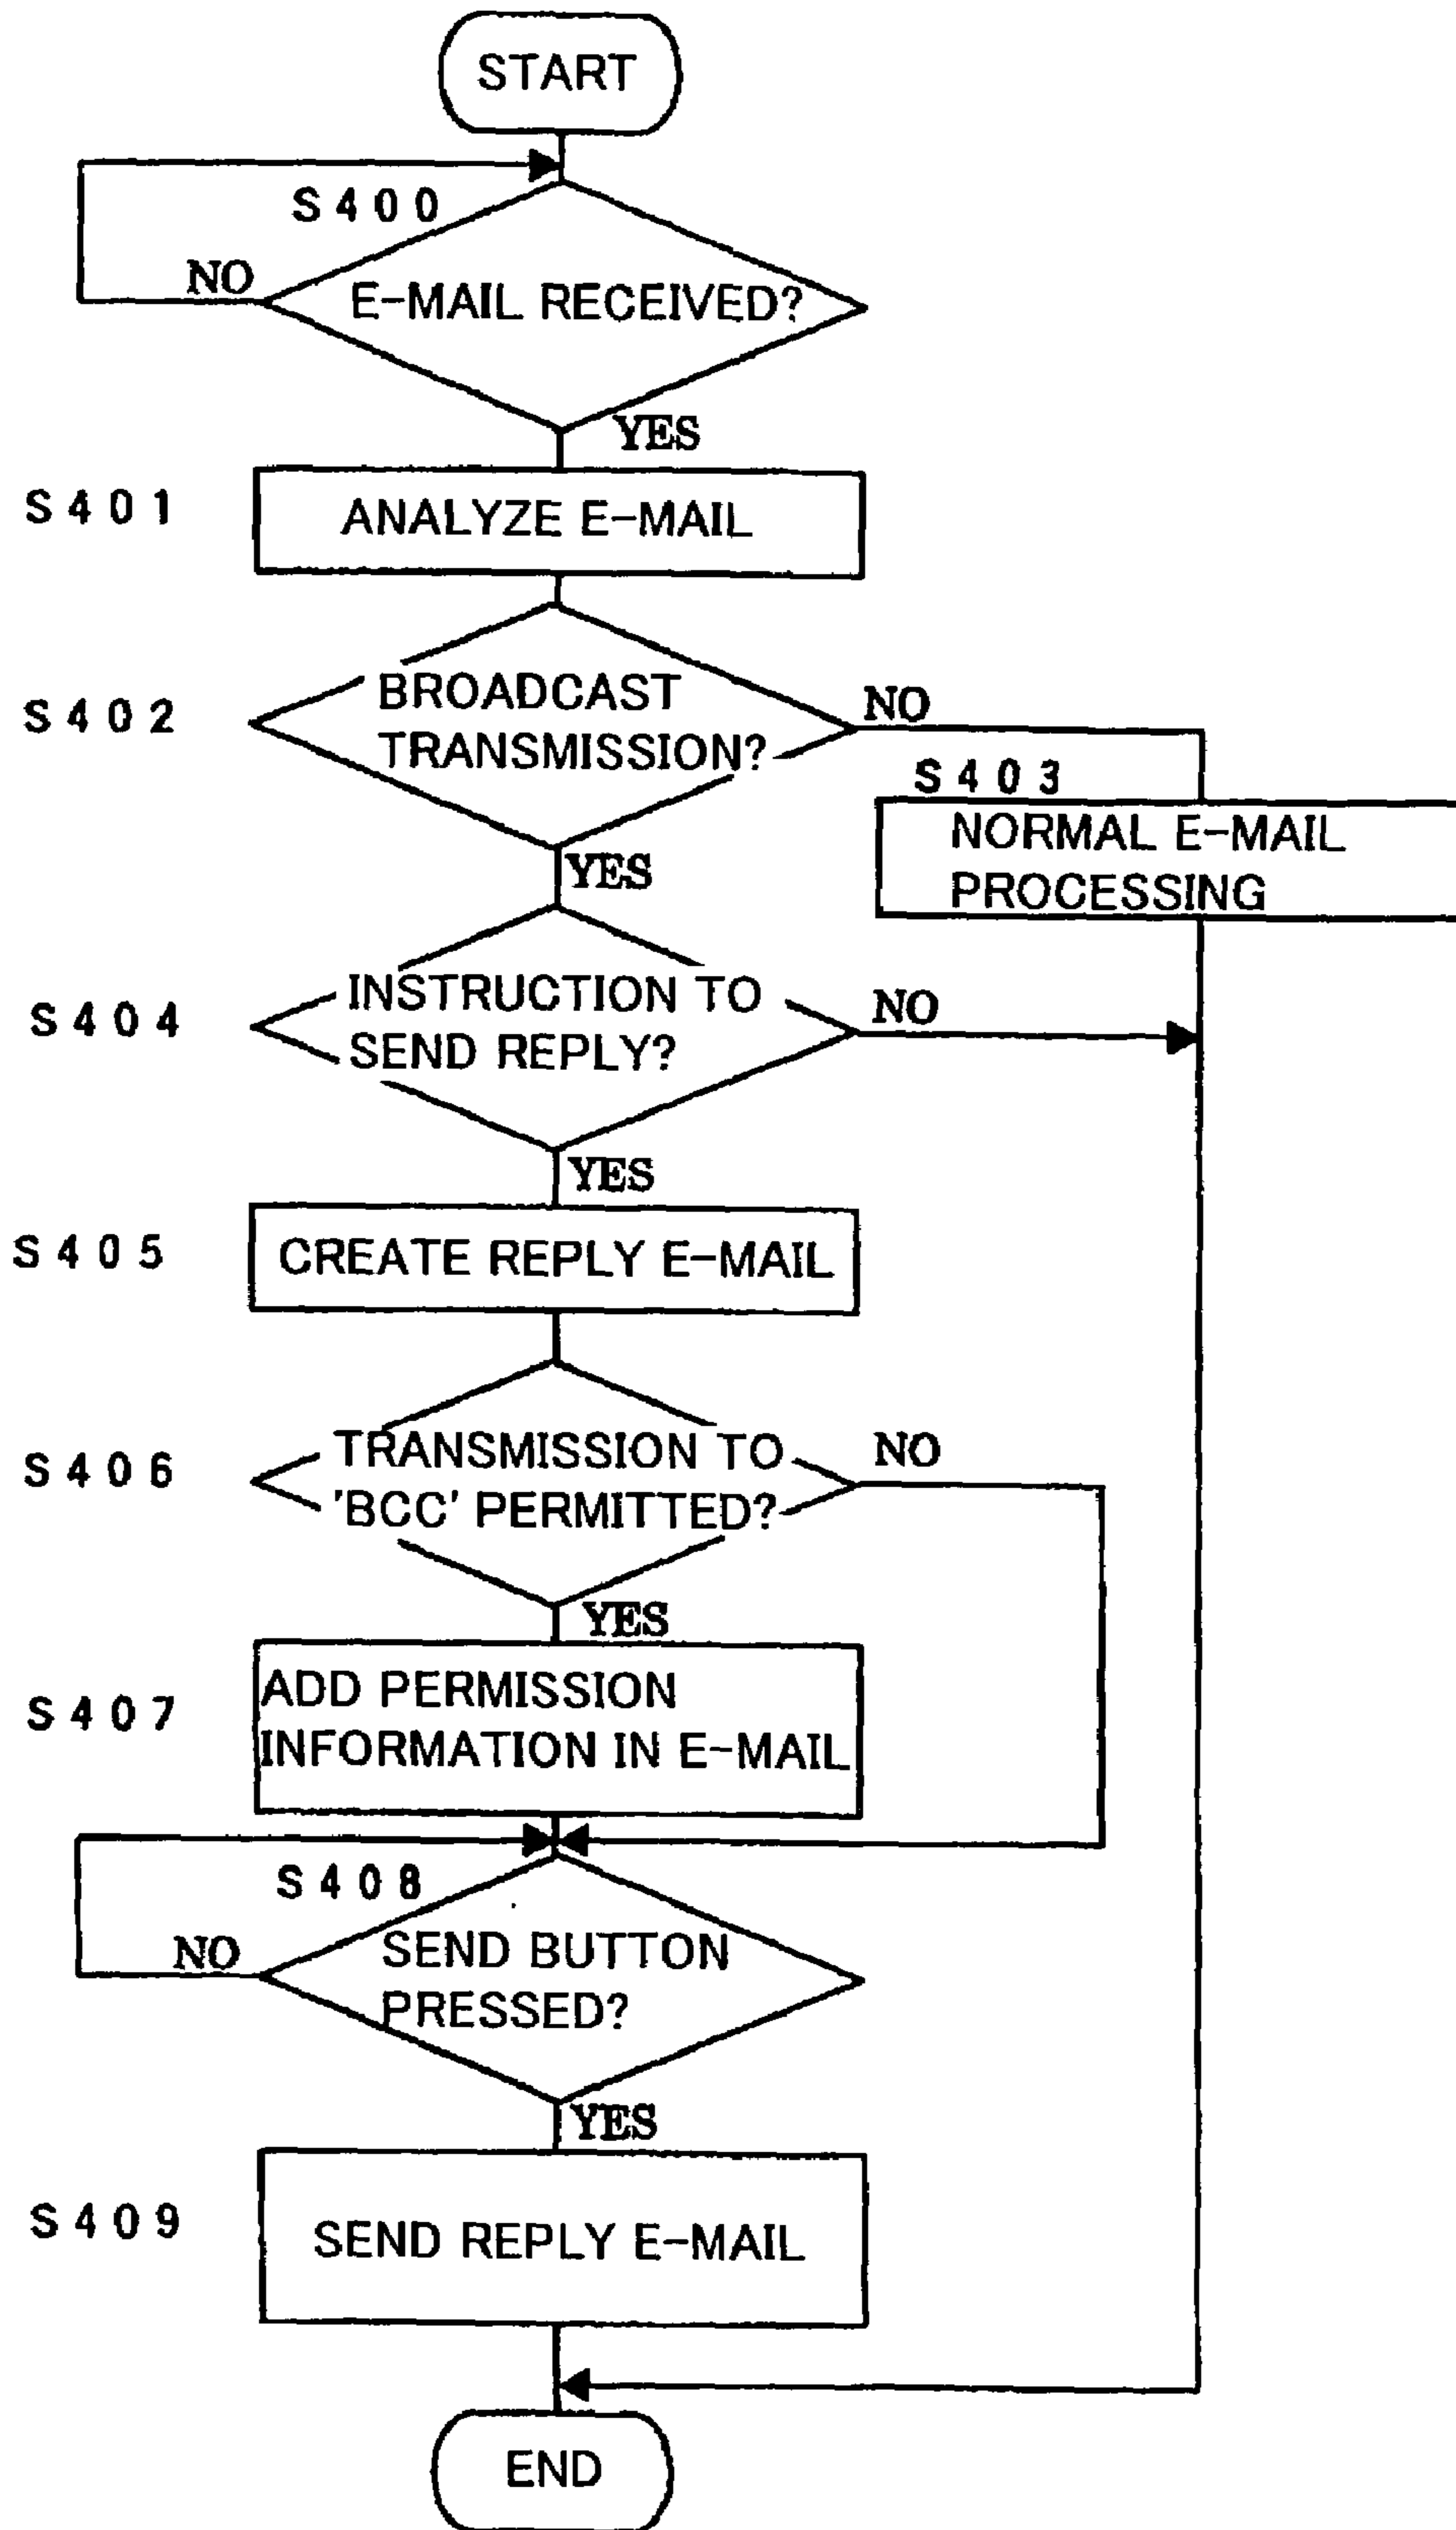 START
S400
NO
E-MAIL RECEIVED?
YES
S401
ANALYZE E-MAIL
S402
BROADCAST
TRANSMISSION?
NO
S403
NORMAL E-MAIL
PROCESSING
YES
S404
INSTRUCTION TO
SEND REPLY?
NO
YES
S405
CREATE REPLY E-MAIL
S406
TRANSMISSION TO
'BCC' PERMITTED?
NO
YES
S407
ADD PERMISSION
INFORMATION IN E-MAIL
S408
NO
SEND BUTTON
PRESSED?
YES
S409
SEND REPLY E-MAIL
END